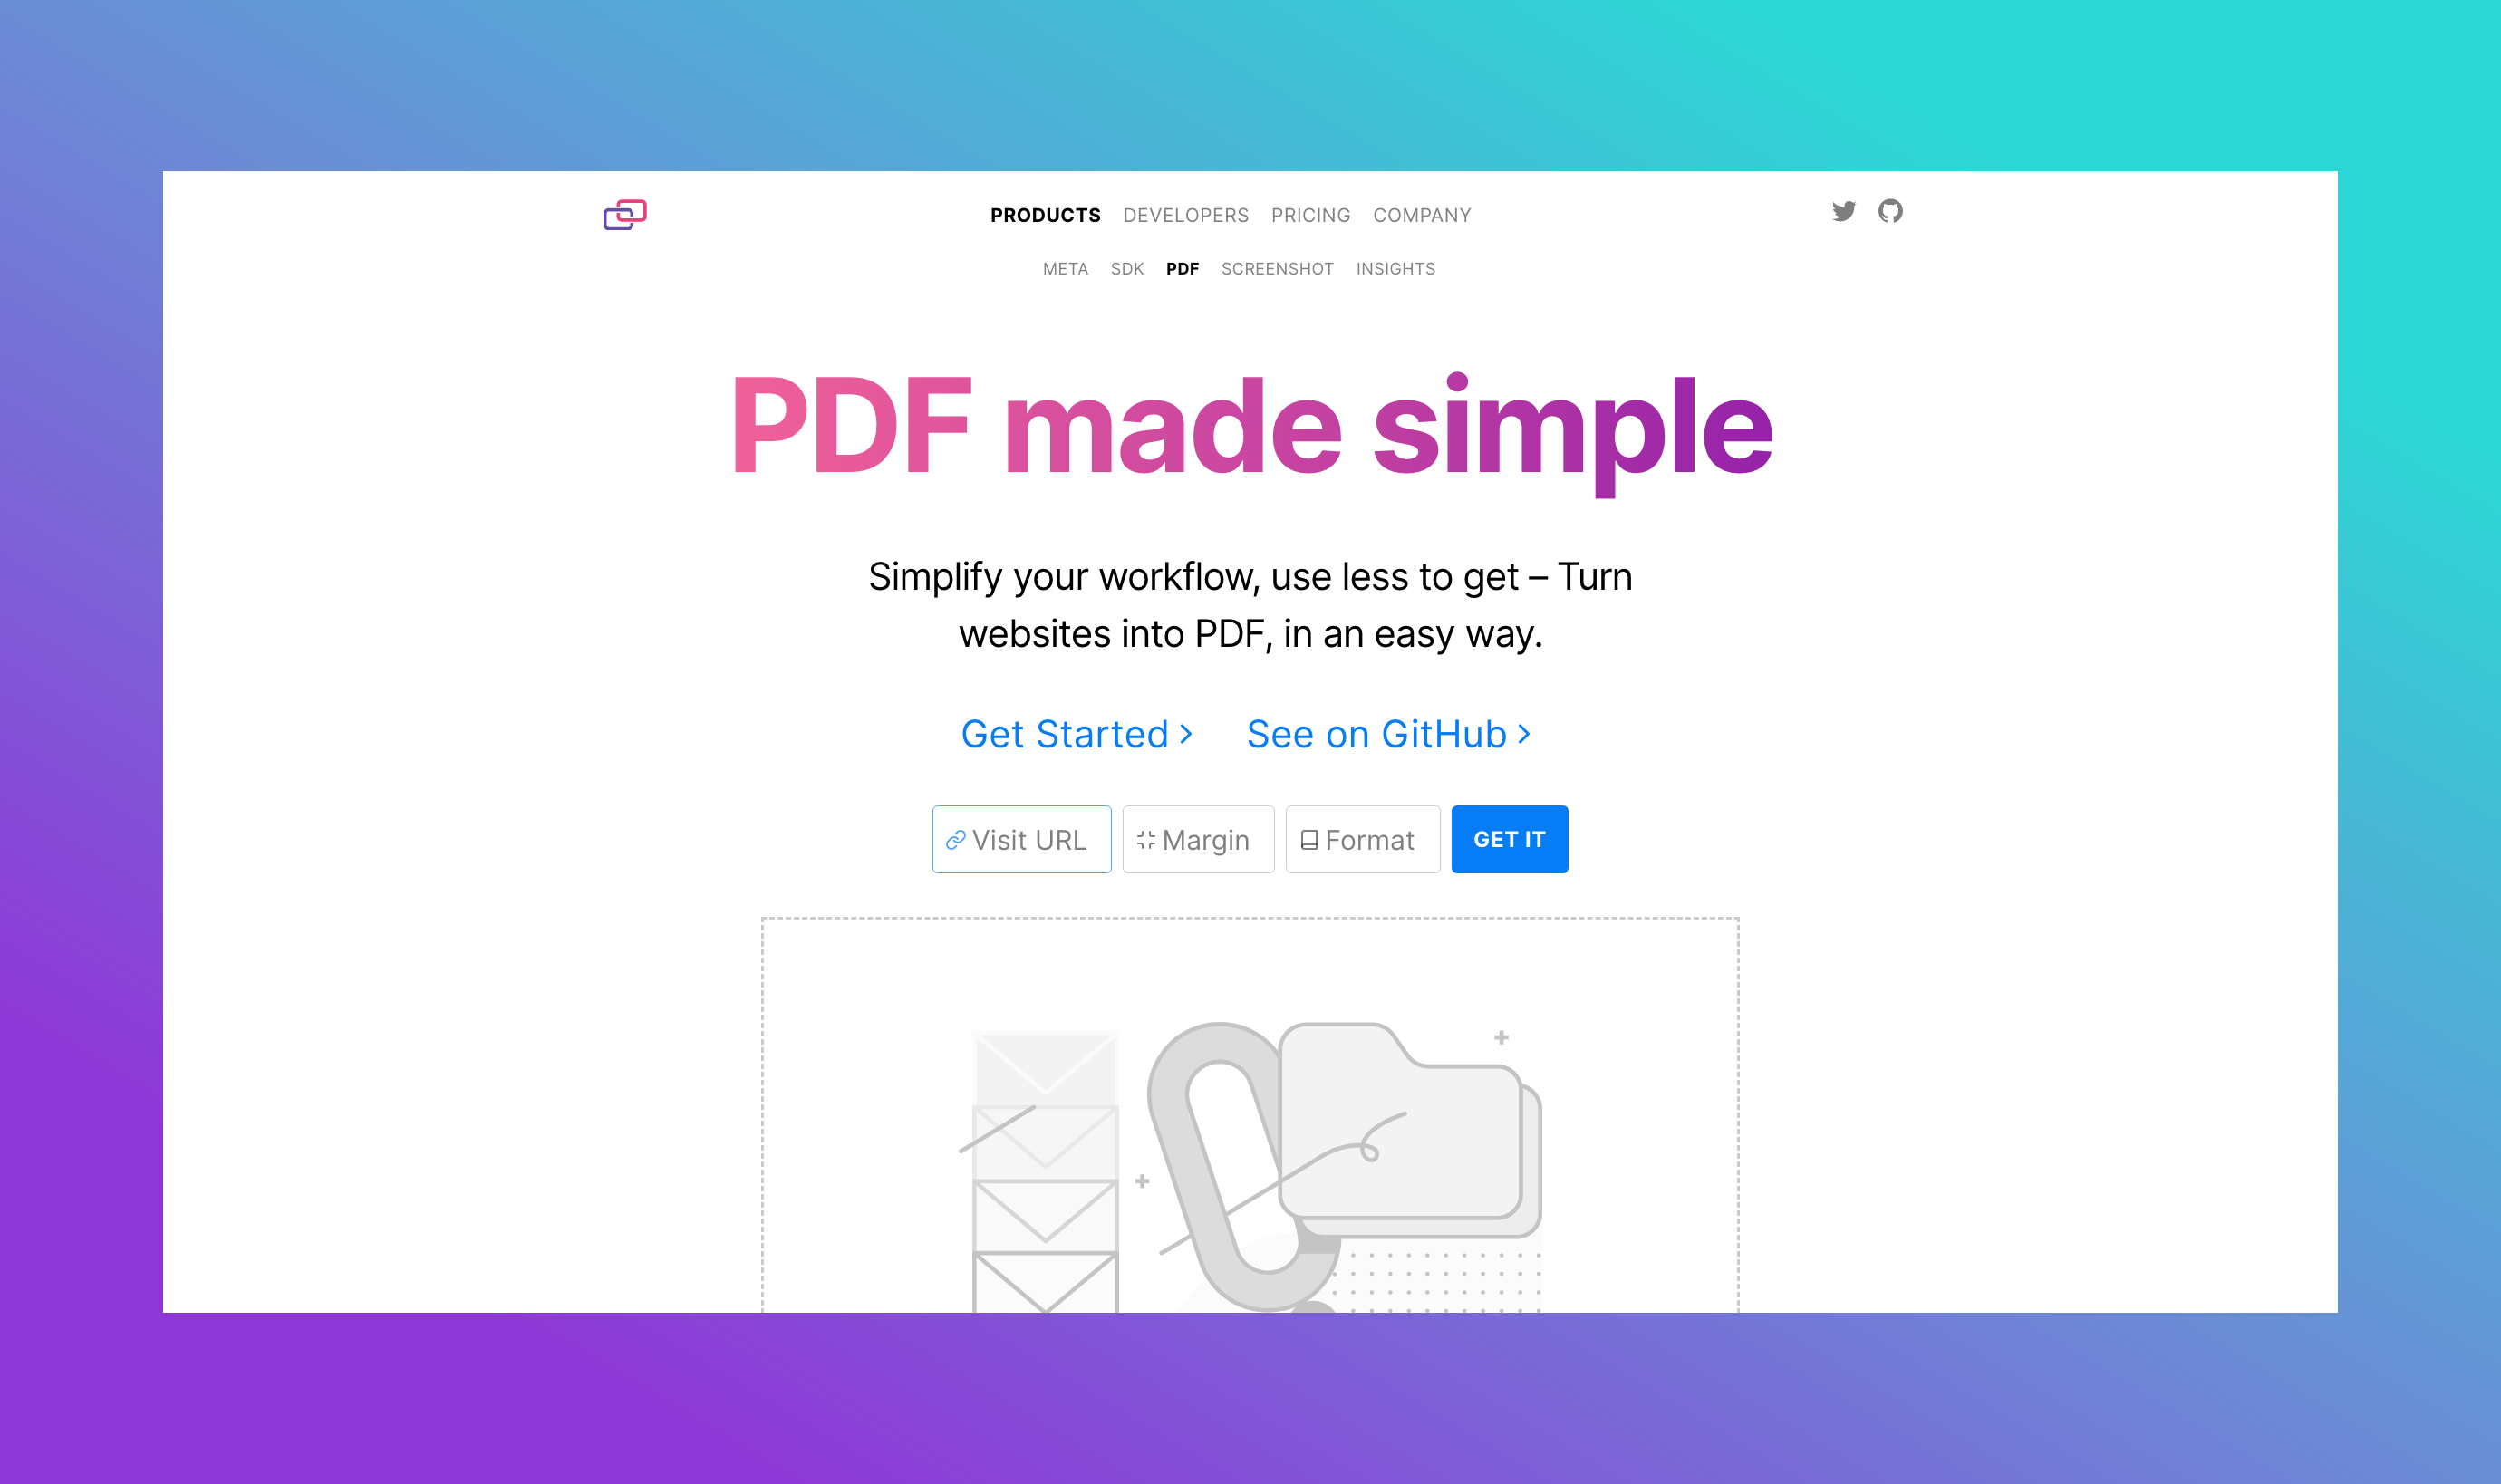 PRODUCTS DEVELOPERS PRICING COMPANY
META SDK PDF SCREENSHOT INSIGHTS
PDF made simple
Simplify your workflow, use less to get – Turn
websites into PDF, in an easy way.
Get Started See on GitHub
Visit URL Margin Format GET IT